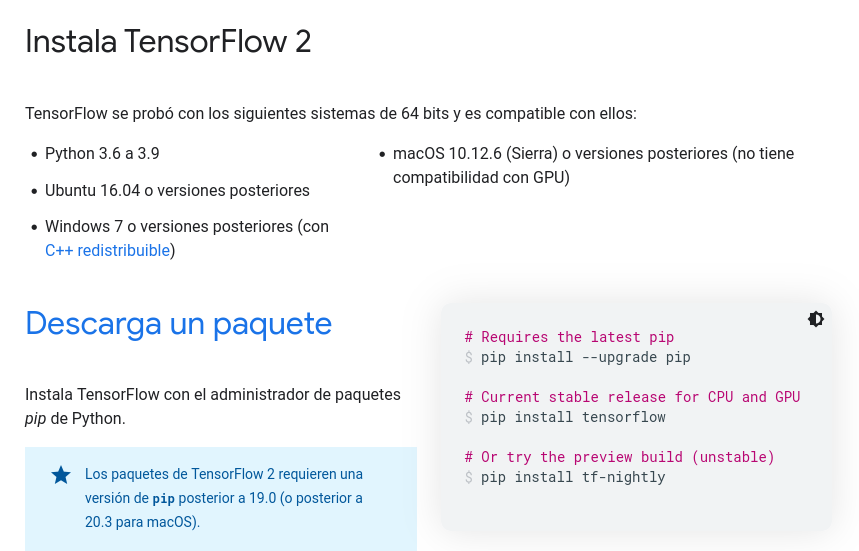 Instala TensorFlow 2
TensorFlow se probó con los siguientes sistemas de 64 bits y es compatible con ellos:
• Python 3.6 a 3.9
• Ubuntu 16.04 o versiones posteriores
• Windows 7 o versiones posteriores (con
C++ redistribuible)
• macOS 10.12.6 (Sierra) o versiones posteriores (no tiene
compatibilidad con GPU)
Descarga un paquete
Instala TensorFlow con el administrador de paquetes
pip de Python.
Los paquetes de TensorFlow 2 requieren una
versión de pip posterior a 19.0 (o posterior a
20.3 para macOS).
# Requires the latest pip
$ pip install --upgrade pip
# Current stable release for CPU and GPU
$ pip install tensorflow
# Or try the preview build (unstable)
$ pip install tf-nightly